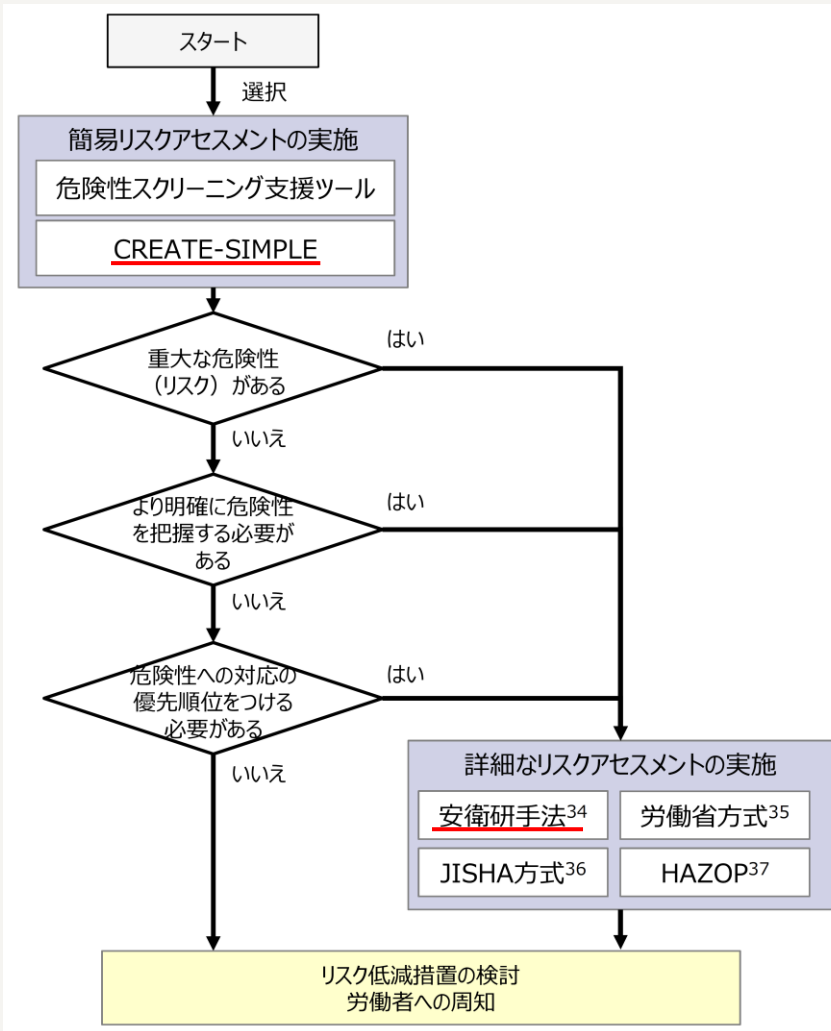 スタート
選択
簡易リスクアセスメントの実施
危険性スクリーニング支援ツール
CREATE-SIMPLE
重大な危険性
（リスク）がある
はい
いいえ
より明確に危険性
を把握する必要が
ある
はい
いいえ
危険性への対応の
優先順位をつける
必要がある
はい
いいえ
詳細なリスクアセスメントの実施
安衛研手法34
労働省方式35
JISHA方式36
HAZOP37
リスク低減措置の検討
労働者への周知